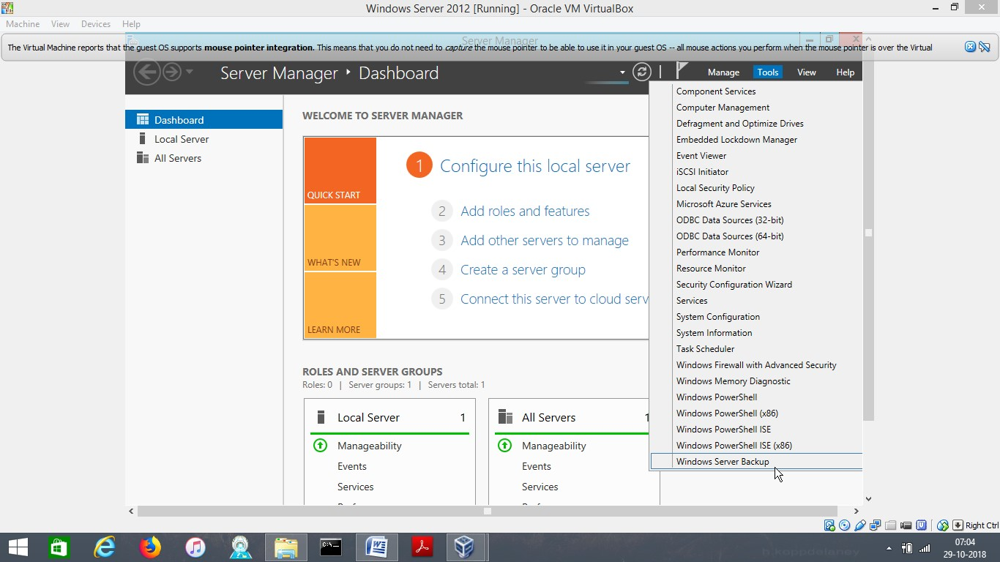 Windows Server 2012 [Running] - Oracle VM VirtualBox
Machine View Devices Help
Server Manager
The Virtual Machine reports that the guest OS supports mouse pointer integration. This means that you do not need to capture the mouse pointer to be able to use it in your guest OS -- all mouse actions you perform when the mouse pointer is over the Virtual
Server Manager ‣ Dashboard
Manage Tools View Help
Dashboard
Local Server
All Servers
WELCOME TO SERVER MANAGER
QUICK START
WHAT'S NEW
LEARN MORE
1 Configure this local server
2 Add roles and features
3 Add other servers to manage
4 Create a server group
5 Connect this server to cloud serv
ROLES AND SERVER GROUPS
Roles: 0 | Server groups: 1 | Servers total: 1
Local Server 1
Manageability
Events
Services
All Servers 1
Manageability
Events
Services
Component Services
Computer Management
Defragment and Optimize Drives
Embedded Lockdown Manager
Event Viewer
iSCSI Initiator
Local Security Policy
Microsoft Azure Services
ODBC Data Sources (32-bit)
ODBC Data Sources (64-bit)
Performance Monitor
Resource Monitor
Security Configuration Wizard
Services
System Configuration
System Information
Task Scheduler
Windows Firewall with Advanced Security
Windows Memory Diagnostic
Windows PowerShell
Windows PowerShell (x86)
Windows PowerShell ISE
Windows PowerShell ISE (x86)
Windows Server Backup
Right Ctrl
b.koppdelaney
07:04
29-10-2018